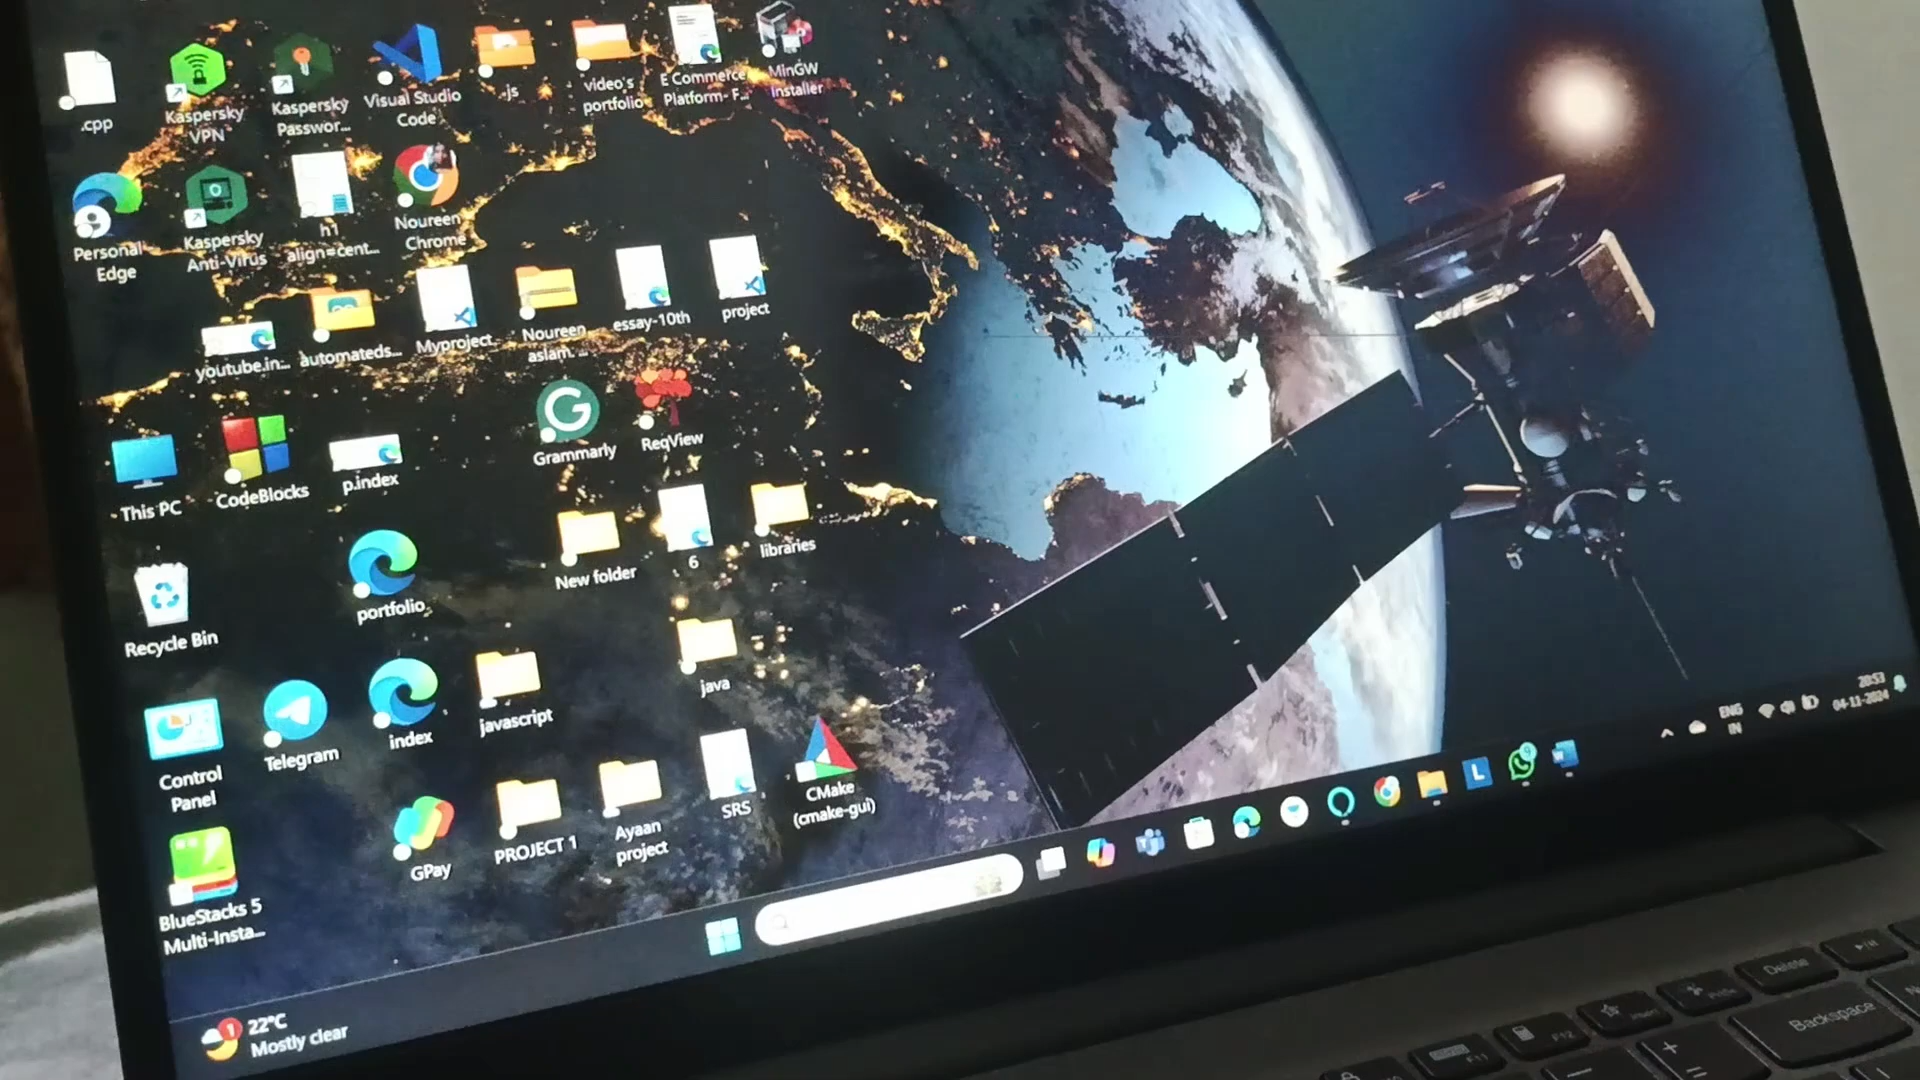 .cpp
Kaspersky
VPN
Kaspersky
Passwor...
Visual Studio
Code
.js
video's
portfolio
E Commerce
Platform- F...
MinGW
Installer
Personal
Edge
Kaspersky
Anti-Virus
h1
align=cent...
Noureen
Chrome
youtube.in...
automateds...
Myproject
Noureen
aslam. ...
essay-10th
project
This PC
CodeBlocks
p.index
Grammarly
ReqView
Recycle Bin
portfolio
New folder
6
libraries
Control
Panel
Telegram
index
javascript
java
BlueStacks 5
Multi-Insta...
GPay
PROJECT 1
Ayaan
project
SRS
CMake
(cmake-gui)
L
9
ENG
IN
20:53
04-11-2024
1
22°C
Mostly clear
Delete
Backspace
F11
F12